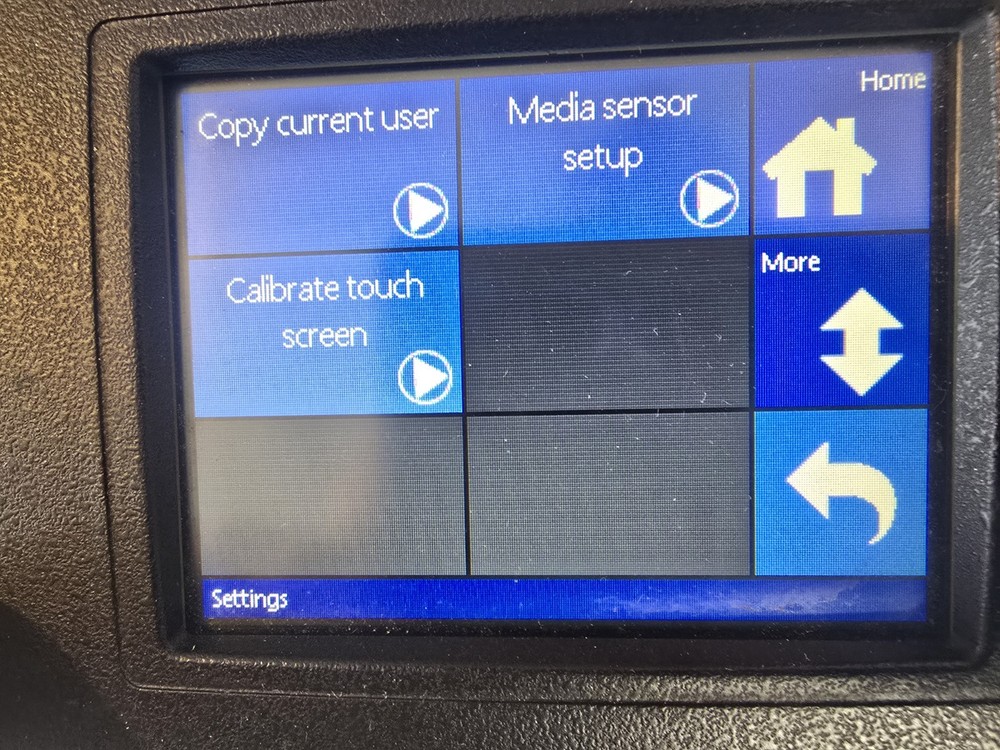 Copy current user
Media sensor
setup
Home
Calibrate touch
screen
More
Settings